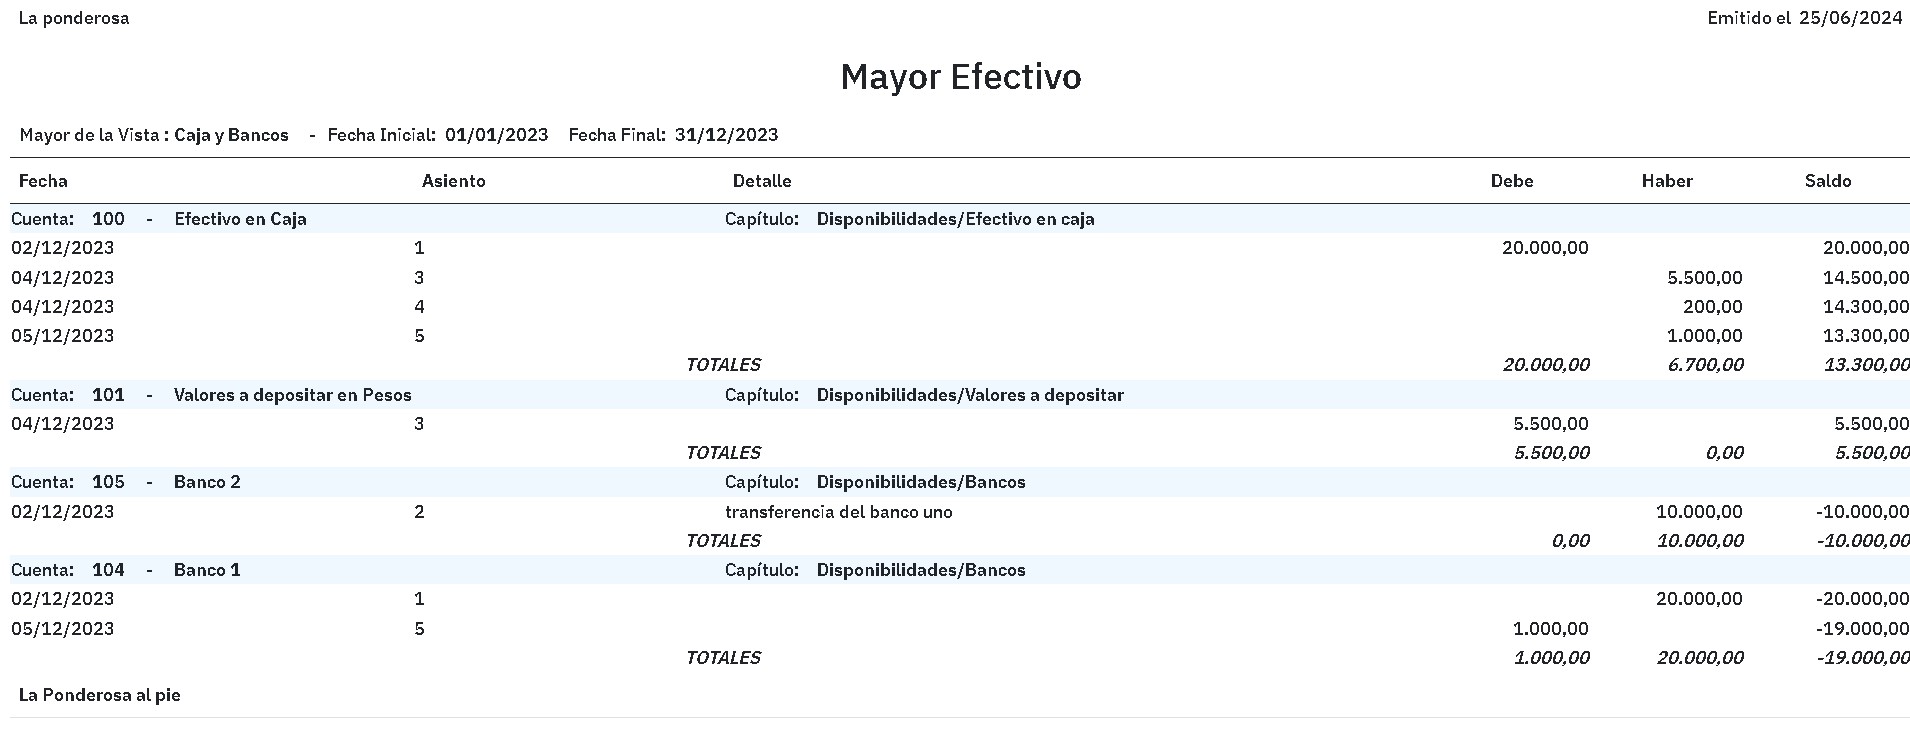 La ponderosa Emitido el 25/06/2024
Mayor Efectivo
Mayor de la Vista : Caja y Bancos - Fecha Inicial: 01/01/2023 Fecha Final: 31/12/2023
Fecha Asiento Detalle Debe Haber Saldo
Cuenta: 100 - Efectivo en Caja Capítulo: Disponibilidades/Efectivo en caja
02/12/2023 1 20.000,00 20.000,00
04/12/2023 3 5.500,00 14.500,00
04/12/2023 4 200,00 14.300,00
05/12/2023 5 1.000,00 13.300,00
TOTALES 20.000,00 6.700,00 13.300,00
Cuenta: 101 - Valores a depositar en Pesos Capítulo: Disponibilidades/Valores a depositar
04/12/2023 3 5.500,00 5.500,00
TOTALES 5.500,00 0,00 5.500,00
Cuenta: 105 - Banco 2 Capítulo: Disponibilidades/Bancos
02/12/2023 2 transferencia del banco uno 10.000,00 -10.000,00
TOTALES 0,00 10.000,00 -10.000,00
Cuenta: 104 - Banco 1 Capítulo: Disponibilidades/Bancos
02/12/2023 1 20.000,00 -20.000,00
05/12/2023 5 1.000,00 -19.000,00
TOTALES 1.000,00 20.000,00 -19.000,00
La Ponderosa al pie